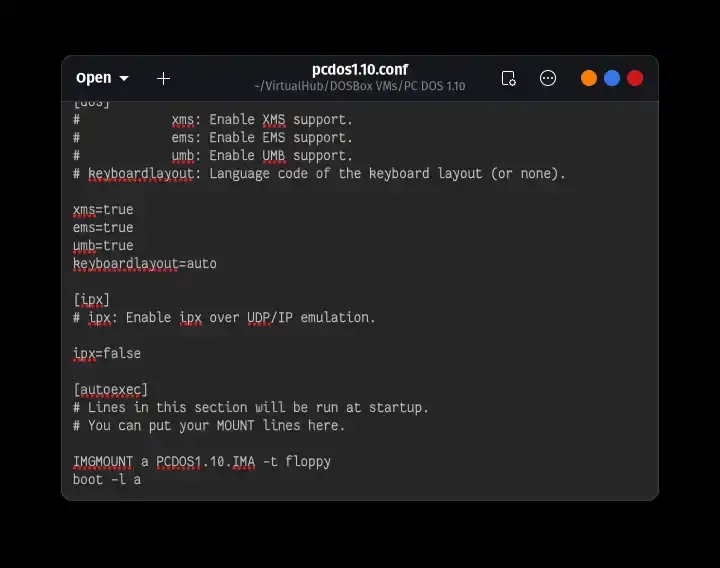 Open
pcdos1.10.conf
~/VirtualHub/DOSBox VMs/PC DOS 1.10
[dos]
# xms: Enable XMS support.
# ems: Enable EMS support.
# umb: Enable UMB support.
# keyboardlayout: Language code of the keyboard layout (or none).
xms=true
ems=true
umb=true
keyboardlayout=auto
[ipx]
# ipx: Enable ipx over UDP/IP emulation.
ipx=false
[autoexec]
# Lines in this section will be run at startup.
# You can put your MOUNT lines here.
IMGMOUNT a PCDOS1.10.IMA -t floppy
boot -l a